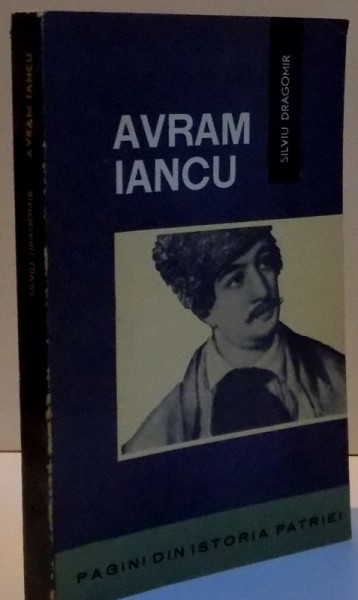 AVRAM
IANCU
SILVIU DRAGOMIR
PAGINI DIN ISTORIA PATRIEI
SILVIU DRAGOMIR AVRAM IANCU